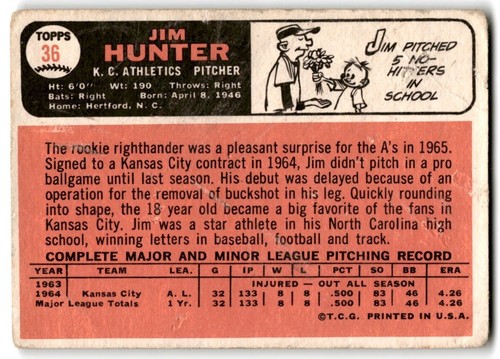 TOPPS
36
JIM
HUNTER
K. C. ATHLETICS PITCHER
Ht: 6'0" Wt: 190 Throws: Right
Bats: Right Born: April 8, 1946
Home: Hertford, N. C.
JIM PITCHED
5 NO-
HITTERS
IN
SCHOOL
The rookie righthander was a pleasant surprise for the A's in 1965.
Signed to a Kansas City contract in 1964, Jim didn't pitch in a pro
ballgame until last season. His debut was delayed because of an
operation for the removal of buckshot in his leg. Quickly rounding
into shape, the 18 year old became a big favorite of the fans in
Kansas City. Jim was a star athlete in his North Carolina high
school, winning letters in baseball, football and track.
COMPLETE MAJOR AND MINOR LEAGUE PITCHING RECORD
YEAR TEAM LEA. G IP W L PCT SO BB ERA
1963 INJURED—OUT ALL SEASON
1964 Kansas City A. L. 32 133 8 8 .500 83 46 4.26
Major League Totals 1 Yr. 32 133 8 8 .500 83 46 4.26
©T.C.G. PRINTED IN U.S.A.